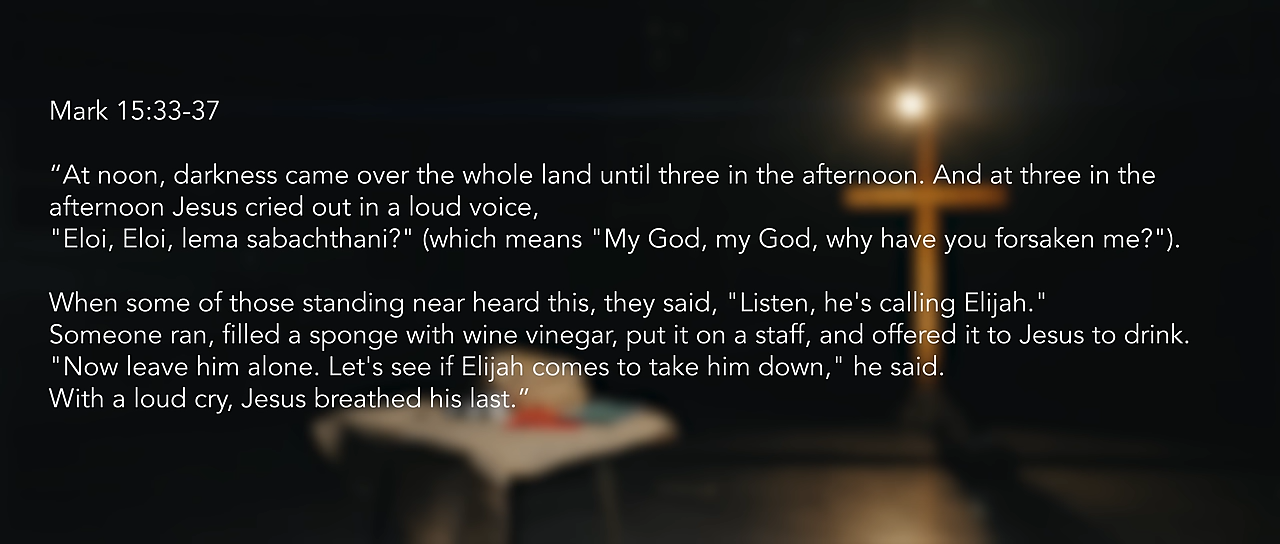 Mark 15:33-37
“At noon, darkness came over the whole land until three in the afternoon. And at three in the
afternoon Jesus cried out in a loud voice,
"Eloi, Eloi, lema sabachthani?" (which means "My God, my God, why have you forsaken me?").
When some of those standing near heard this, they said, "Listen, he's calling Elijah."
Someone ran, filled a sponge with wine vinegar, put it on a staff, and offered it to Jesus to drink.
"Now leave him alone. Let's see if Elijah comes to take him down," he said.
With a loud cry, Jesus breathed his last.”